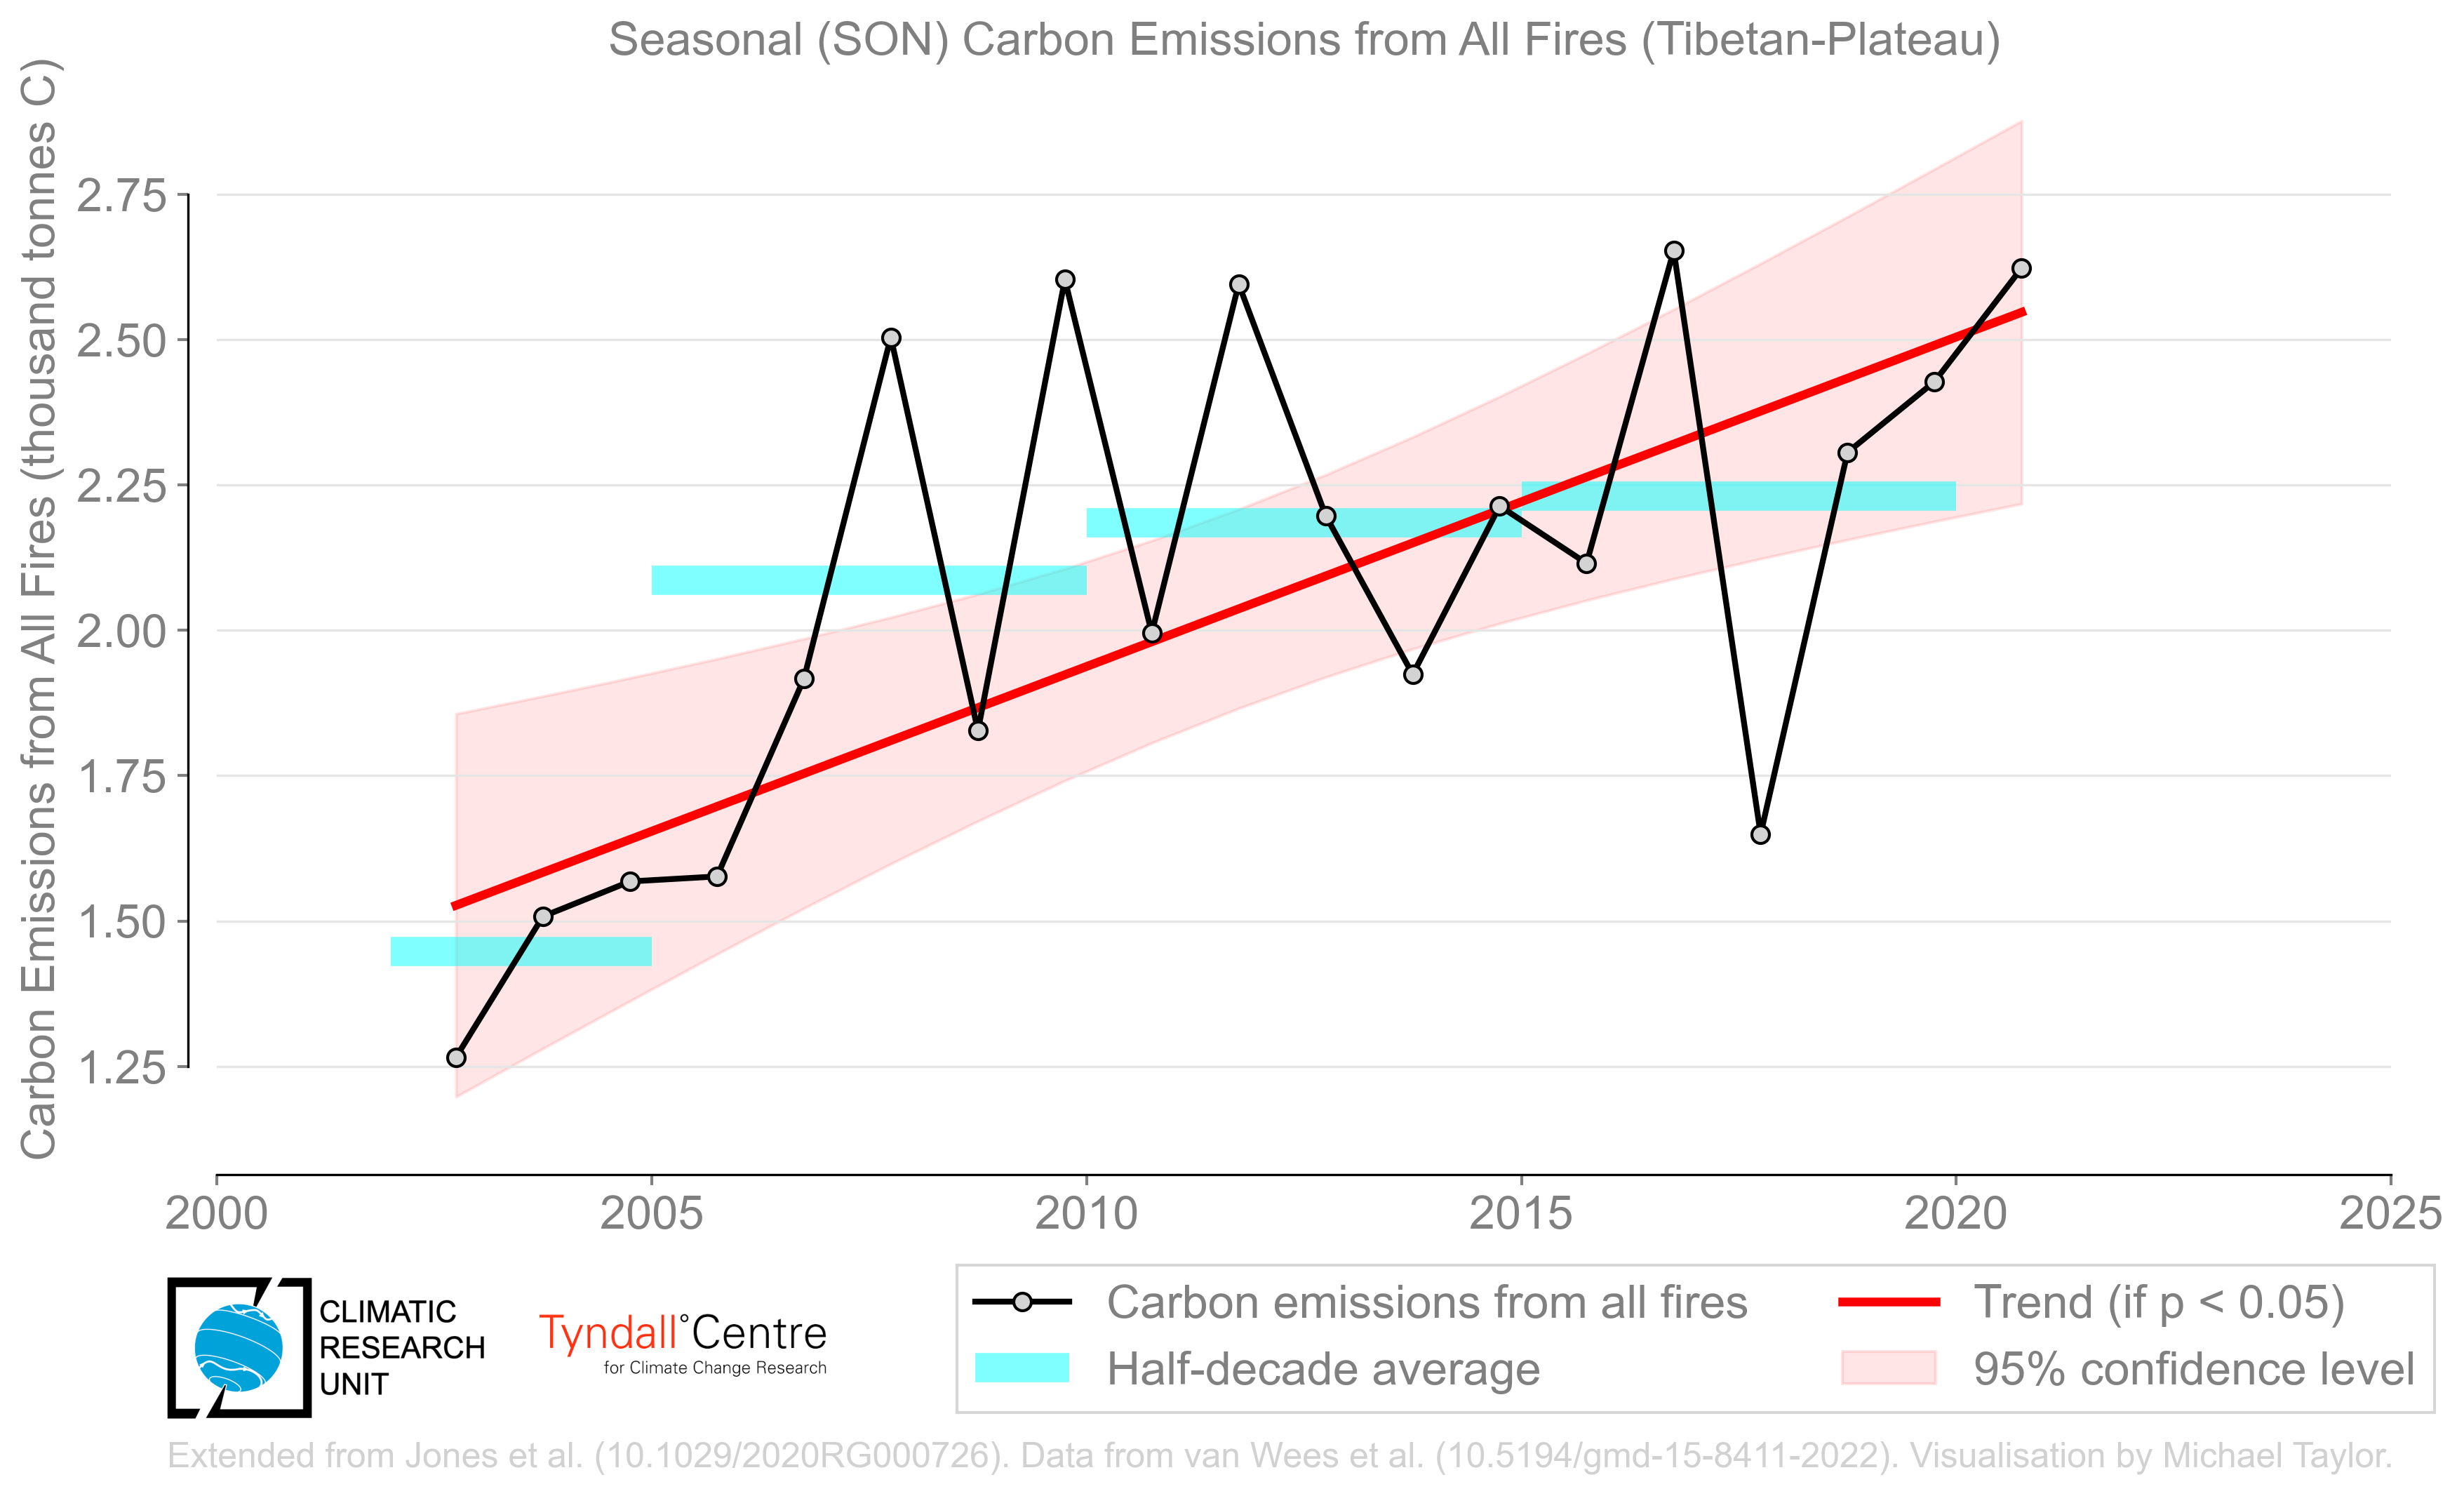 Seasonal (SON) Carbon Emissions from All Fires (Tibetan-Plateau)
Carbon Emissions from All Fires (thousand tonnes C)
2.75
2.50
2.25
2.00
1.75
1.50
1.25
2000 2005 2010 2015 2020 2025
CLIMATIC
RESEARCH
UNIT
Tyndall°Centre
for Climate Change Research
Carbon emissions from all fires
Half-decade average
Trend (if p < 0.05)
95% confidence level
Extended from Jones et al. (10.1029/2020RG000726). Data from van Wees et al. (10.5194/gmd-15-8411-2022). Visualisation by Michael Taylor.